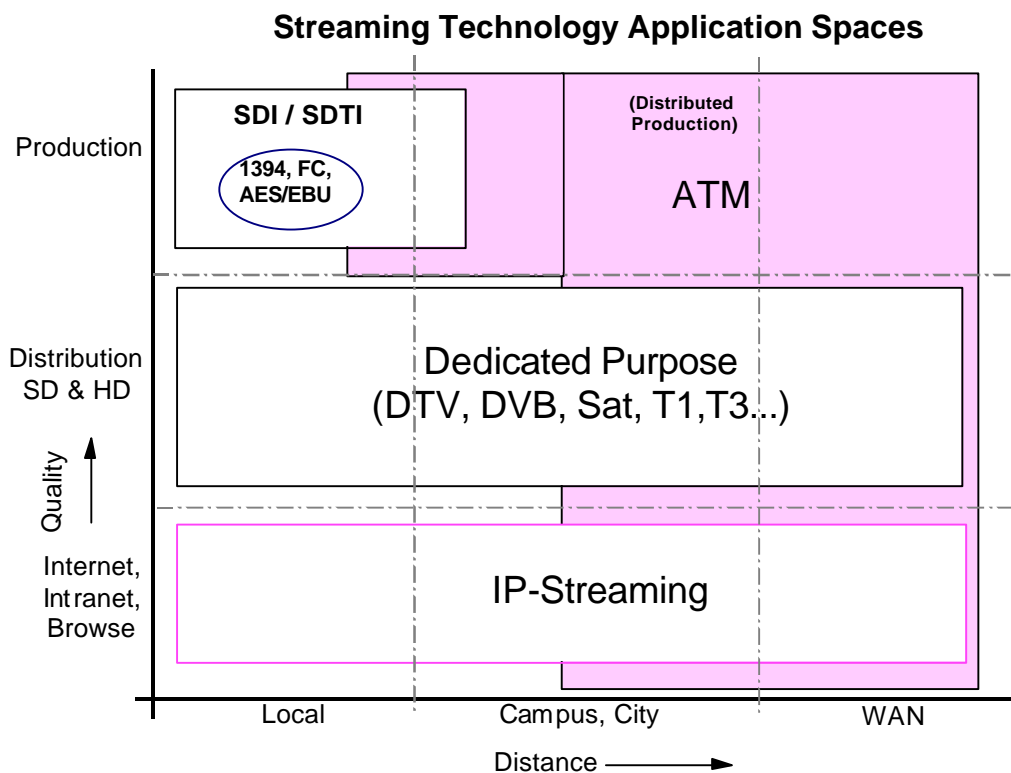 Streaming Technology Application Spaces
Production
SDI / SDTI
1394, FC,
AES/EBU
(Distributed
Production)
ATM
Distribution
SD & HD
Dedicated Purpose
(DTV, DVB, Sat, T1,T3...)
Quality
Internet,
Intranet,
Browse
IP-Streaming
Local
Campus, City
WAN
Distance